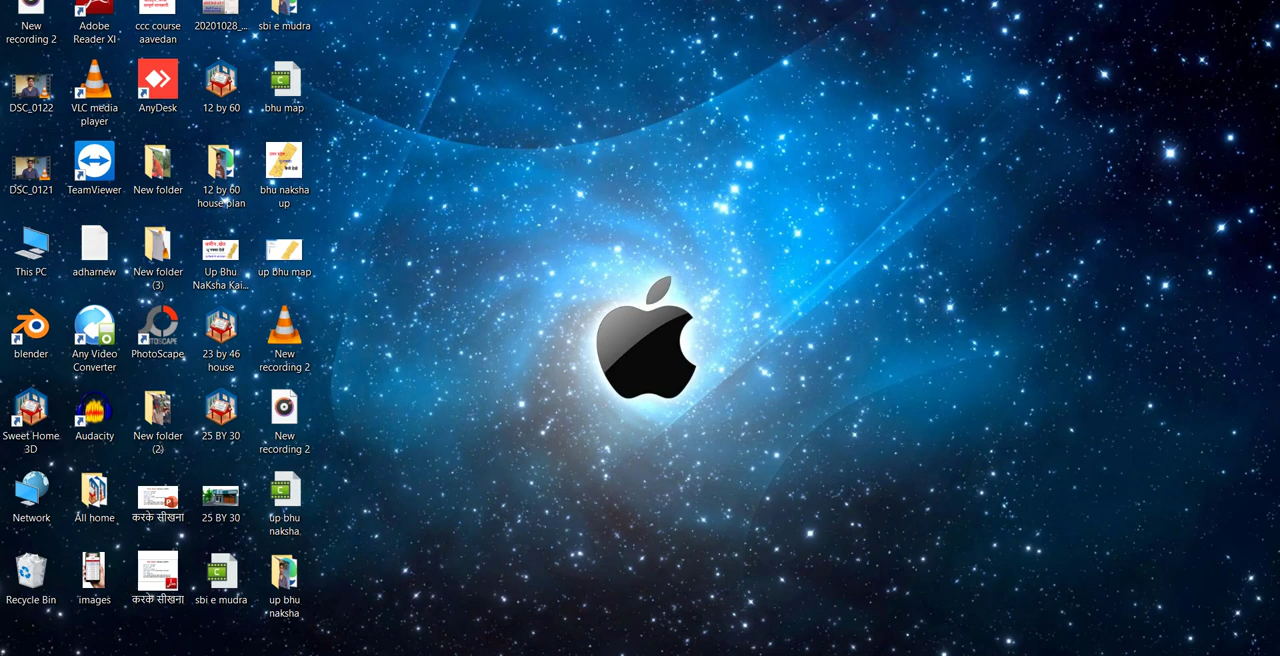 New
recording 2
Adobe
Reader XI
ccc course
aavedan
20201028_...
sbi e mudra
DSC_0122
VLC media
player
AnyDesk
12 by 60
bhu map
DSC_0121
TeamViewer
New folder
12 by 60
house plan
bhu naksha
up
This PC
adharnew
New folder
(3)
Up Bhu
NaKsha Kai...
up bhu map
blender
Any Video
Converter
PhotoScape
23 by 46
house
New
recording 2
Sweet Home
3D
Audacity
New folder
(2)
25 BY 30
New
recording 2
Network
All home
करके सीखना
25 BY 30
up bhu
naksha
Recycle Bin
images
करके सीखना
sbi e mudra
up bhu
naksha